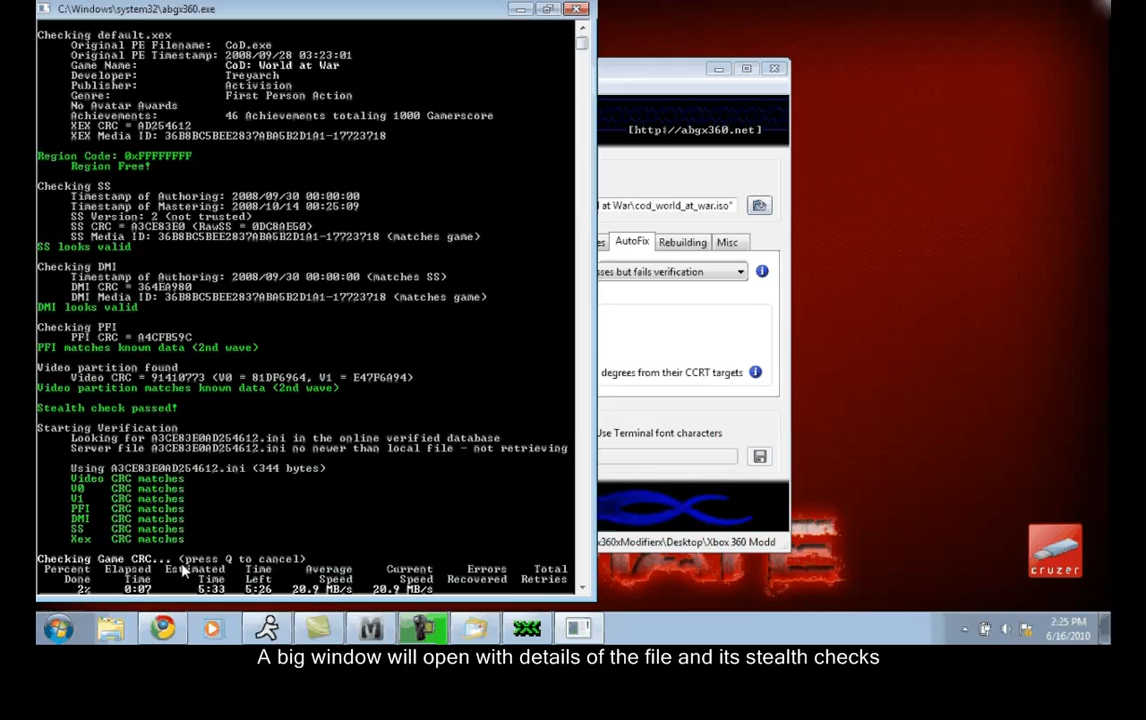 C:\Windows\system32\abgx360.exe
Checking default.xex
Original PE Filename: CoD.exe
Original PE Timestamp: 2008/09/28 03:23:01
Game Name: CoD: World at War
Developer: Treyarch
Publisher: Activision
Genre: First Person Action
No Avatar Awards
Achievements: 46 Achievements totaling 1000 Gamerscore
XEX CRC = AD254612
XEX Media ID: 36B8BC5BEE2837ABA5B2D1A1-17723718
Region Code: 0xFFFFFFFF
Region Free!
Checking SS
Timestamp of Authoring: 2008/09/30 00:00:00
Timestamp of Mastering: 2008/10/14 00:25:09
SS Version: 2 (not trusted)
SS CRC = A3CE83E0 (RawSS = 0DC8AE50)
SS Media ID: 36B8BC5BEE2837ABA5B2D1A1-17723718 (matches game)
SS looks valid
Checking DMI
Timestamp of Authoring: 2008/09/30 00:00:00 (matches SS)
DMI CRC = 364EA980
DMI Media ID: 36B8BC5BEE2837ABA5B2D1A1-17723718 (matches game)
DMI looks valid
Checking PFI
PFI CRC = A4CFB59C
PFI matches known data (2nd wave)
Video partition found
Video CRC = 91410773 (V0 = 81DF6964, V1 = E47F6A94)
Video partition matches known data (2nd wave)
Stealth check passed!
Starting Verification
Looking for A3CE83E0AD254612.ini in the online verified database
Server file A3CE83E0AD254612.ini no newer than local file - not retrieving
Using A3CE83E0AD254612.ini (344 bytes)
Video CRC matches
V0 CRC matches
V1 CRC matches
PFI CRC matches
DMI CRC matches
SS CRC matches
Xex CRC matches
Checking Game CRC... (press Q to cancel)
Percent Elapsed Estimated Time Average Current Errors Total
Done Time Time Left Speed Speed Recovered Retries
2% 0:07 5:33 5:26 20.9 MB/s 20.9 MB/s
[http://abgx360.net]
at War\cod_world_at_war.iso"
es AutoFix Rebuilding Misc
ses but fails verification
degrees from their CCRT targets
Use Terminal font characters
x360xModifierx\Desktop\Xbox 360 Modd
cruzer
2:25 PM
6/16/2010
A big window will open with details of the file and its stealth checks